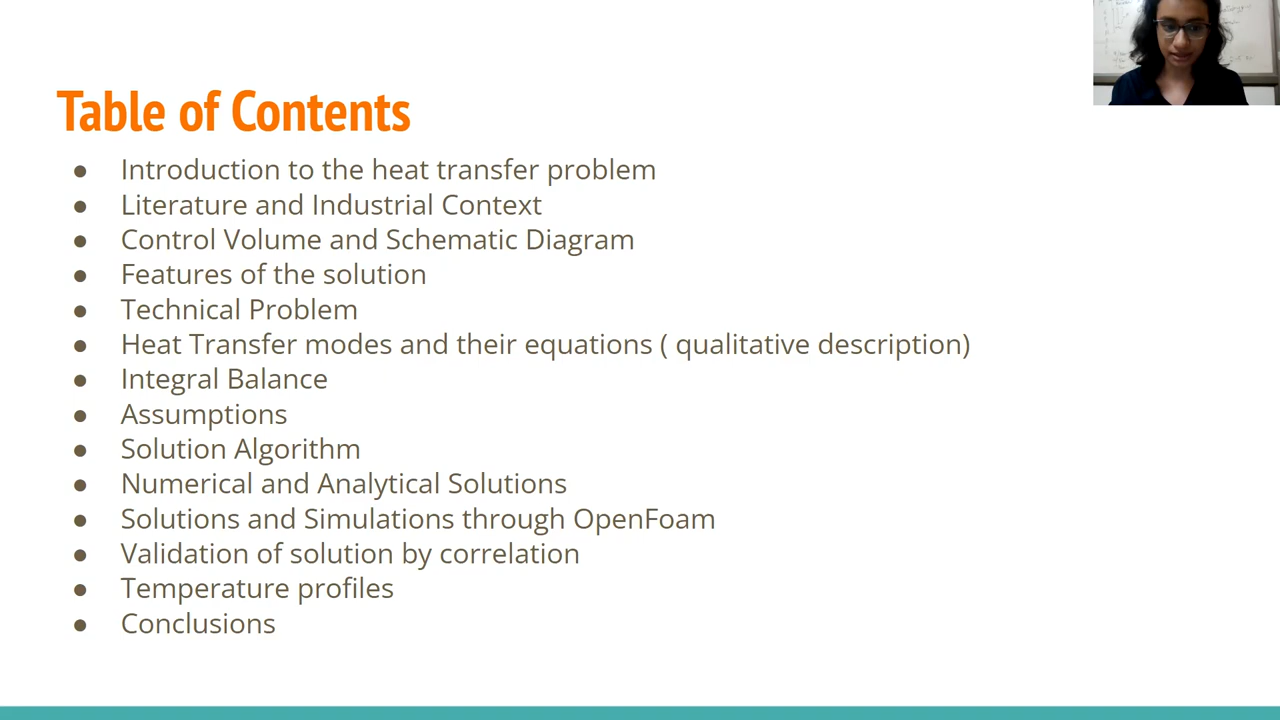 Table of Contents
● Introduction to the heat transfer problem
● Literature and Industrial Context
● Control Volume and Schematic Diagram
● Features of the solution
● Technical Problem
● Heat Transfer modes and their equations ( qualitative description)
● Integral Balance
● Assumptions
● Solution Algorithm
● Numerical and Analytical Solutions
● Solutions and Simulations through OpenFoam
● Validation of solution by correlation
● Temperature profiles
● Conclusions